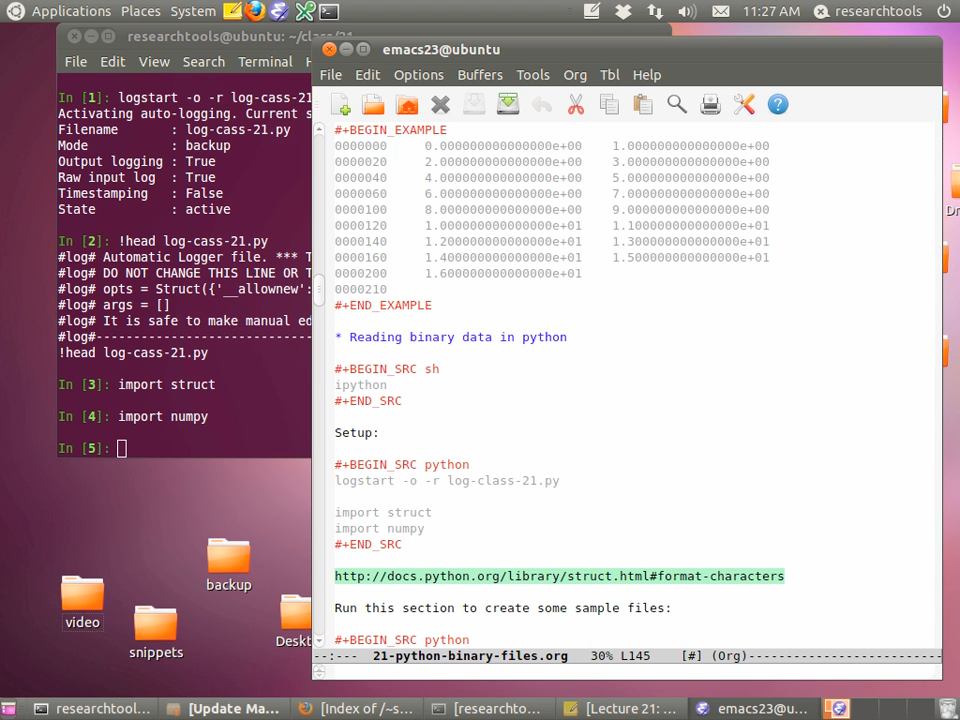 Applications Places System 11:27 AM researchtools
researchtools@ubuntu: ~/class/21
File Edit View Search Terminal H
In [1]: logstart -o -r log-cass-21
Activating auto-logging. Current s
Filename : log-cass-21.py
Mode : backup
Output logging : True
Raw input log : True
Timestamping : False
State : active
In [2]: !head log-cass-21.py
#log# Automatic Logger file. *** T
#log# DO NOT CHANGE THIS LINE OR T
#log# opts = Struct({'__allownew':
#log# args = []
#log# It is safe to make manual ed
#log#-----------------------------
!head log-cass-21.py
In [3]: import struct
In [4]: import numpy
In [5]:
emacs23@ubuntu
File Edit Options Buffers Tools Org Tbl Help
#+BEGIN_EXAMPLE
0000000 0.000000000000000e+00 1.000000000000000e+00
0000020 2.000000000000000e+00 3.000000000000000e+00
0000040 4.000000000000000e+00 5.000000000000000e+00
0000060 6.000000000000000e+00 7.000000000000000e+00
0000100 8.000000000000000e+00 9.000000000000000e+00
0000120 1.000000000000000e+01 1.100000000000000e+01
0000140 1.200000000000000e+01 1.300000000000000e+01
0000160 1.400000000000000e+01 1.500000000000000e+01
0000200 1.600000000000000e+01
0000210
#+END_EXAMPLE
* Reading binary data in python
#+BEGIN_SRC sh
ipython
#+END_SRC
Setup:
#+BEGIN_SRC python
logstart -o -r log-class-21.py
import struct
import numpy
#+END_SRC
http://docs.python.org/library/struct.html#format-characters
Run this section to create some sample files:
#+BEGIN_SRC python
--:--- 21-python-binary-files.org 30% L145 [#] (Org)------------------------
backup
video
snippets
Deskt
Dr
researchtool... [Update Ma... [Index of /~s... [researchto... [Lecture 21: ... emacs23@u...